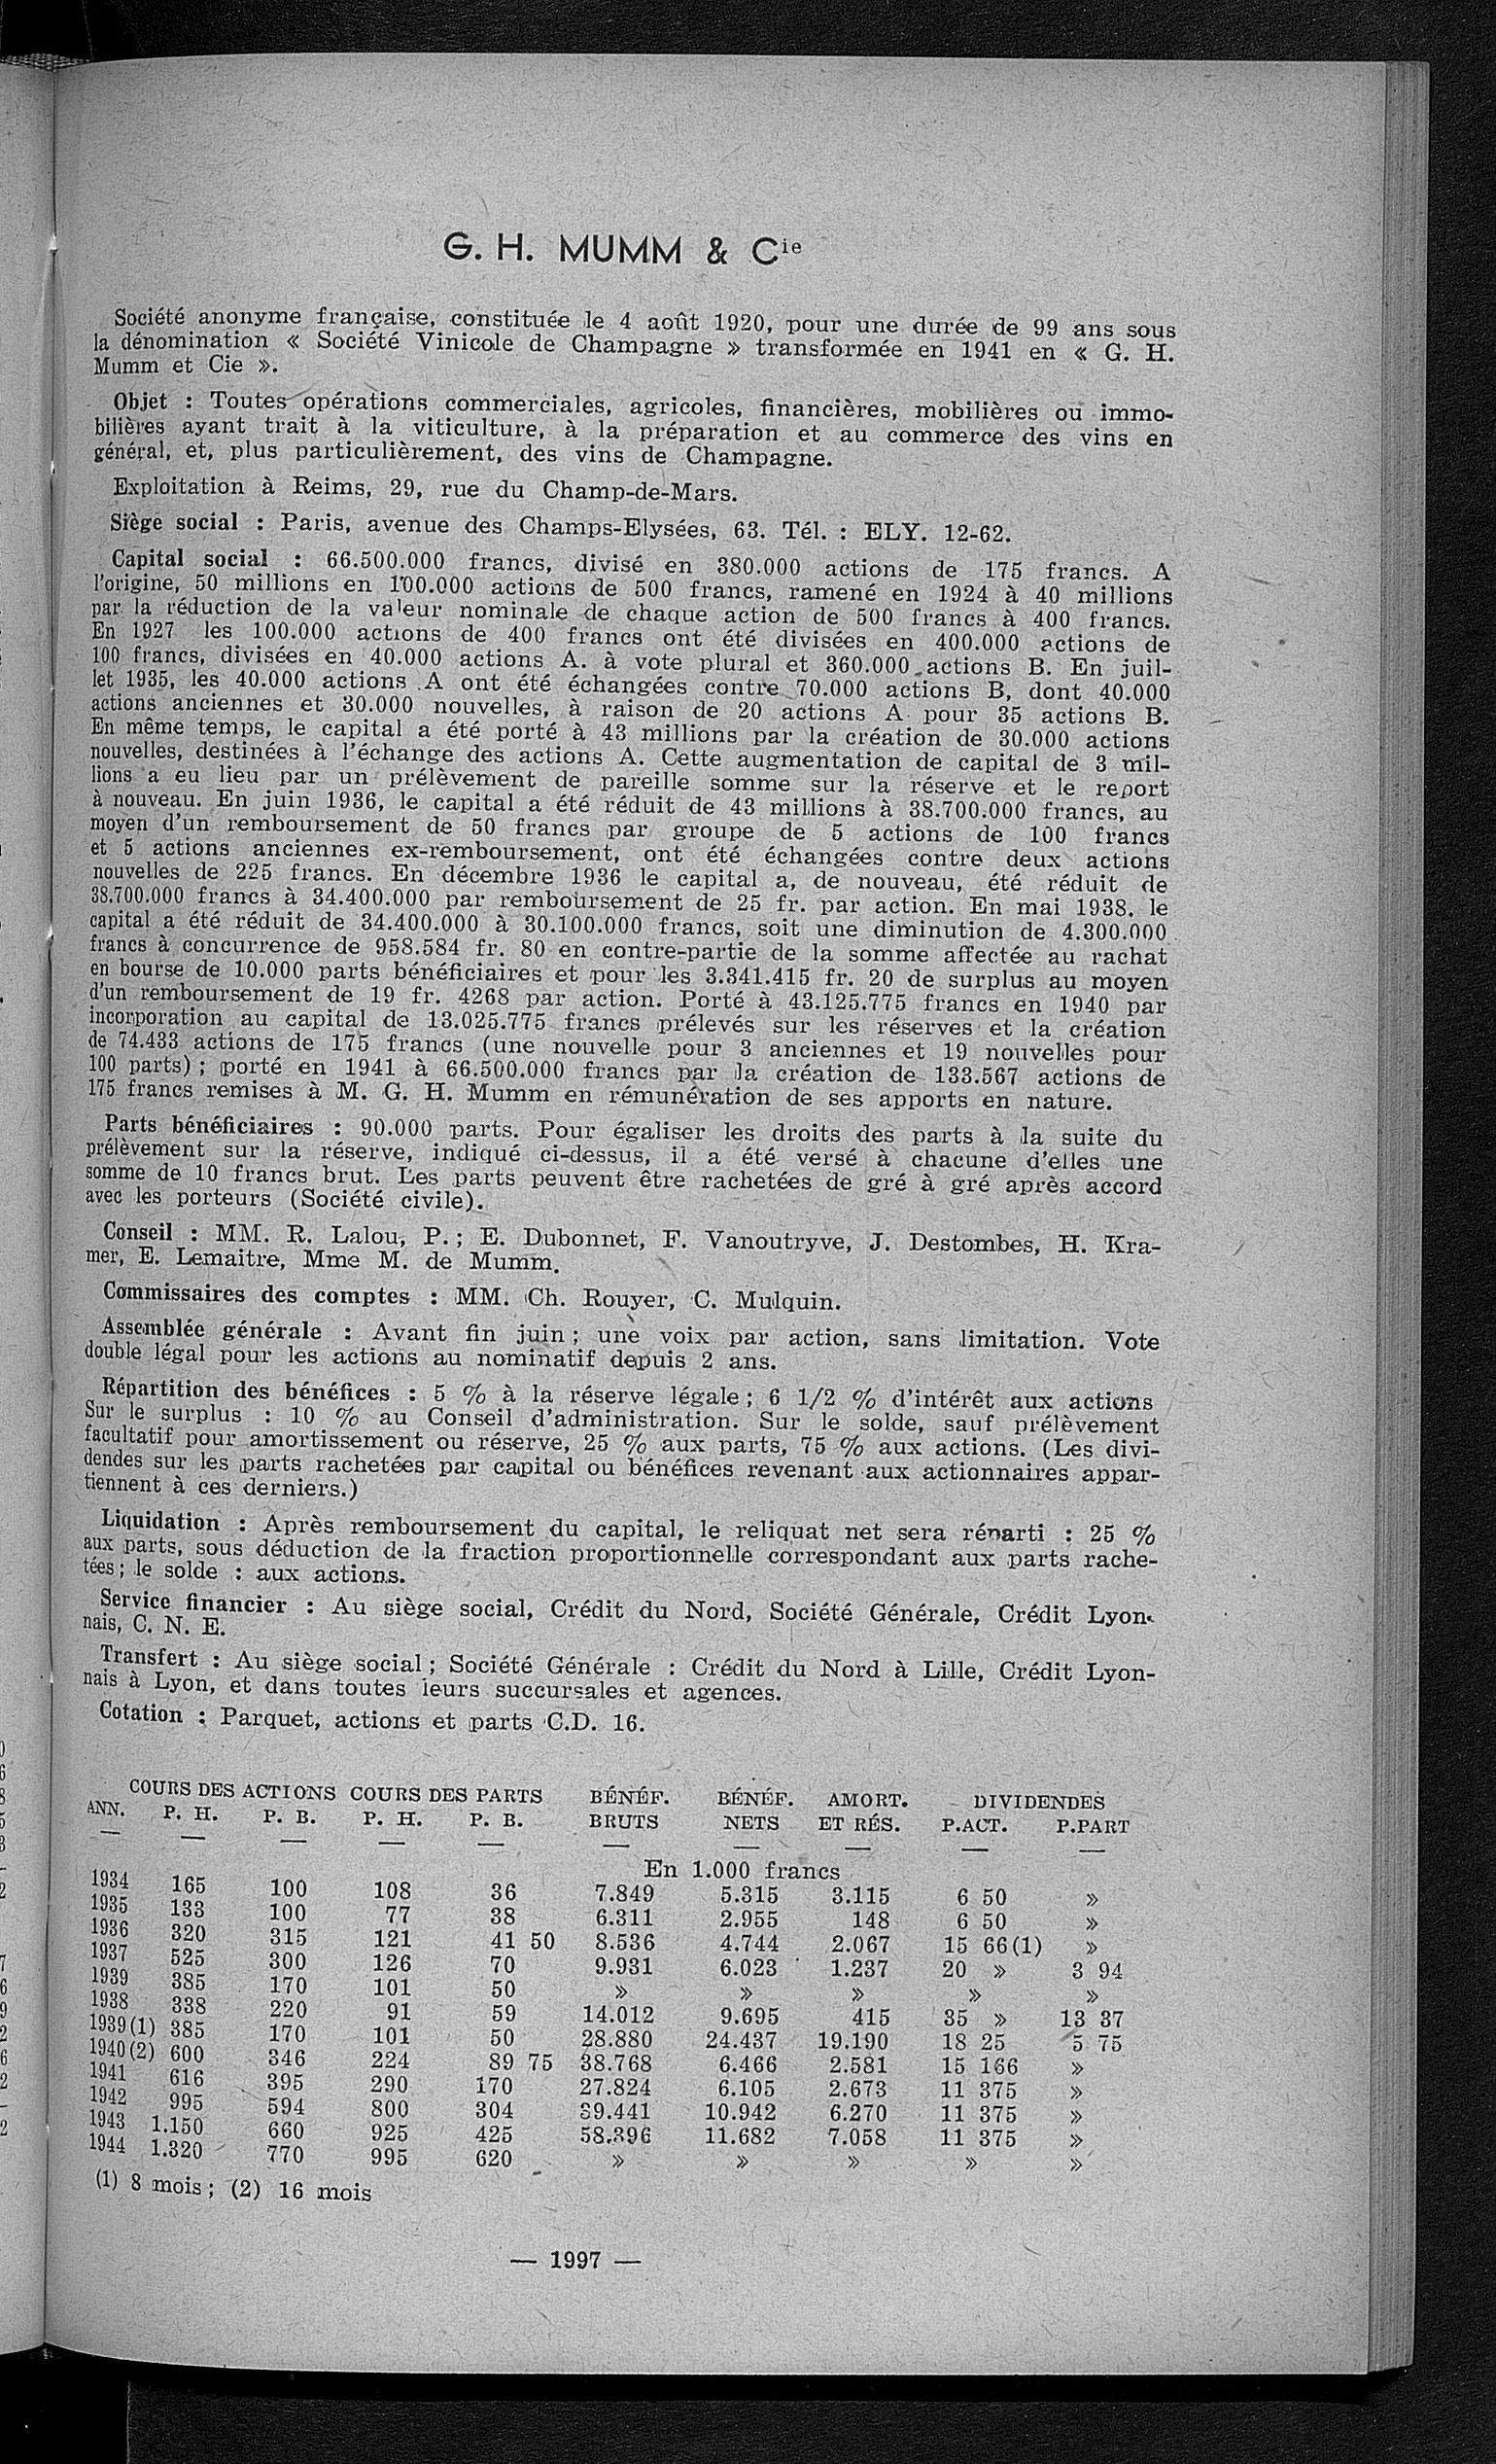 G. H. MUMM & Cie
Société anonyme française, constituée le 4 août 1920, pour une durée de 99 ans sous
la dénomination « Société Vinicole de Champagne » transformée en 1941 en « G. H.
Mumm et Cie ».
Objet : Toutes opérations commerciales, agricoles, financières, mobilières ou immo-
bilières ayant trait à la viticulture, à la préparation et au commerce des vins en
général, et, plus particulièrement, des vins de Champagne.
Exploitation à Reims, 29, rue du Champ-de-Mars.
Siège social : Paris, avenue des Champs-Elysées, 63. Tél. : ELY. 12-62.
Capital social : 66.500.000 francs, divisé en 380.000 actions de 175 francs. A
l'origine, 50 millions en 100.000 actions de 500 francs, ramené en 1924 à 40 millions
par la réduction de la valeur nominale de chaque action de 500 francs à 400 francs.
En 1927 les 100.000 actions de 400 francs ont été divisées en 400.000 actions de
100 francs, divisées en 40.000 actions A. à vote plural et 360.000 actions B. En juil-
let 1935, les 40.000 actions A ont été échangées contre 70.000 actions B, dont 40.000
actions anciennes et 30.000 nouvelles, à raison de 20 actions A pour 35 actions B.
En même temps, le capital a été porté à 43 millions par la création de 30.000 actions
nouvelles, destinées à l'échange des actions A. Cette augmentation de capital de 3 mil-
lions a eu lieu par un prélèvement de pareille somme sur la réserve et le report
à nouveau. En juin 1936, le capital a été réduit de 43 millions à 38.700.000 francs, au
moyen d'un remboursement de 50 francs par groupe de 5 actions de 100 francs
et 5 actions anciennes ex-remboursement, ont été échangées contre deux actions
nouvelles de 225 francs. En décembre 1936 le capital a, de nouveau, été réduit de
38.700.000 francs à 34.400.000 par remboursement de 25 fr. par action. En mai 1938, le
capital a été réduit de 34.400.000 à 30.100.000 francs, soit une diminution de 4.300.000
francs à concurrence de 958.584 fr. 80 en contre-partie de la somme affectée au rachat
en bourse de 10.000 parts bénéficiaires et pour les 3.341.415 fr. 20 de surplus au moyen
d'un remboursement de 19 fr. 4268 par action. Porté à 43.125.775 francs en 1940 par
incorporation au capital de 13.025.775 francs prélevés sur les réserves et la création
de 74.433 actions de 175 francs (une nouvelle pour 3 anciennes et 19 nouvelles pour
100 parts) ; porté en 1941 à 66.500.000 francs par la création de 133.567 actions de
175 francs remises à M. G. H. Mumm en rémunération de ses apports en nature.
Parts bénéficiaires : 90.000 parts. Pour égaliser les droits des parts à la suite du
prélèvement sur la réserve, indiqué ci-dessus, il a été versé à chacune d'elles une
somme de 10 francs brut. Les parts peuvent être rachetées de gré à gré après accord
avec les porteurs (Société civile).
Conseil : MM. R. Lalou, P. ; E. Dubonnet, F. Vanoutryve, J. Destombes, H. Kra-
mer, E. Lemaitre, Mme M. de Mumm.
Commissaires des comptes : MM. Ch. Rouyer, C. Mulquin.
Assemblée générale : Avant fin juin ; une voix par action, sans limitation. Vote
double légal pour les actions au nominatif depuis 2 ans.
Répartition des bénéfices : 5 % à la réserve légale ; 6 1/2 % d'intérêt aux actions
Sur le surplus : 10 % au Conseil d'administration. Sur le solde, sauf prélèvement
facultatif pour amortissement ou réserve, 25 % aux parts, 75 % aux actions. (Les divi-
dendes sur les parts rachetées par capital ou bénéfices revenant aux actionnaires appar-
tiennent à ces derniers.)
Liquidation : Après remboursement du capital, le reliquat net sera réparti : 25 %
aux parts, sous déduction de la fraction proportionnelle correspondant aux parts rache-
tées ; le solde : aux actions.
Service financier : Au siège social, Crédit du Nord, Société Générale, Crédit Lyon-
nais, C. N. E.
Transfert : Au siège social ; Société Générale : Crédit du Nord à Lille, Crédit Lyon-
nais à Lyon, et dans toutes leurs succursales et agences.
Cotation : Parquet, actions et parts C.D. 16.
COURS DES ACTIONS COURS DES PARTS BÉNÉF. BÉNÉF. AMORT. DIVIDENDES
ANN. P. H. P. B. P. H. P. B. BRUTS NETS ET RÉS. P.ACT. P.PART
En 1.000 francs
1934 165 100 108 36 7.849 5.315 3.115 6 50 »
1935 133 100 77 38 6.311 2.955 148 6 50 »
1936 320 315 121 41 50 8.536 4.744 2.067 15 66(1) »
1937 525 300 126 70 9.931 6.023 1.237 20 » 3 94
1939 385 170 101 50 » » » » »
1938 338 220 91 59 14.012 9.695 415 35 » 13 37
1939(1) 385 170 101 50 28.880 24.437 19.190 18 25 5 75
1940(2) 600 346 224 89 75 38.768 6.466 2.581 15 166 »
1941 616 395 290 170 27.824 6.105 2.673 11 375 »
1942 995 594 800 304 39.441 10.942 6.270 11 375 »
1943 1.150 660 925 425 58.396 11.682 7.058 11 375 »
1944 1.320 770 995 620 » » » » »
(1) 8 mois ; (2) 16 mois
— 1997 —